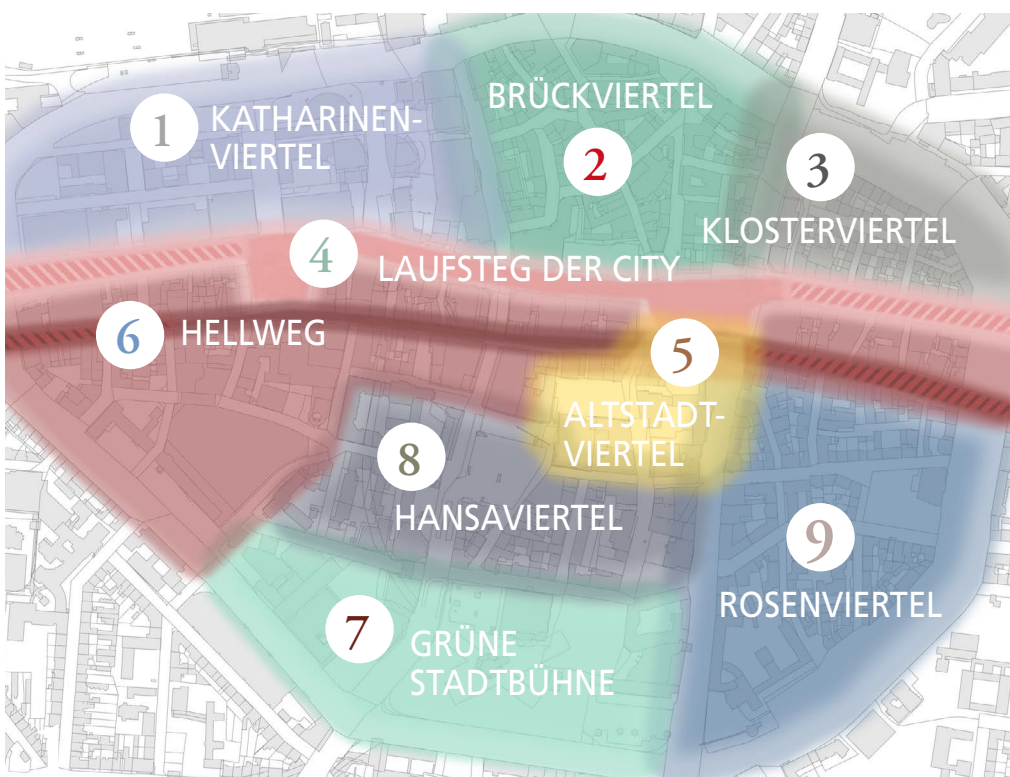 1
KATHARINEN-
VIERTEL
BRÜCKVIERTEL
2
3
KLOSTERVIERTEL
4
LAUFSTEG DER CITY
6
HELLWEG
5
ALTSTADT-
VIERTEL
8
HANSAVIERTEL
9
ROSENVIERTEL
7
GRÜNE
STADTBÜHNE